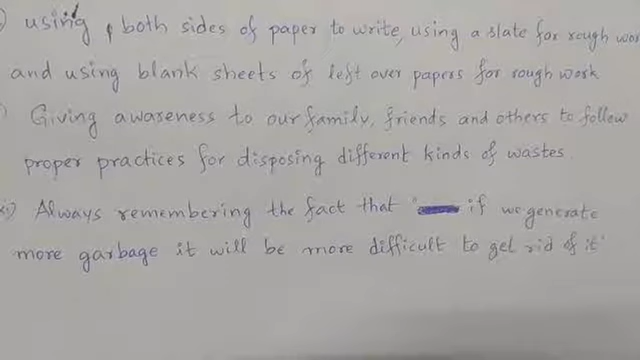 using both sides of paper to write, using a slate for rough wor
and using blank sheets of left over papers for rough work
Giving awareness to our family, friends and others to follow
proper practices for disposing different kinds of wastes.
xi) Always remembering the fact that ' if we generate
more garbage it will be more difficult to get rid of it'